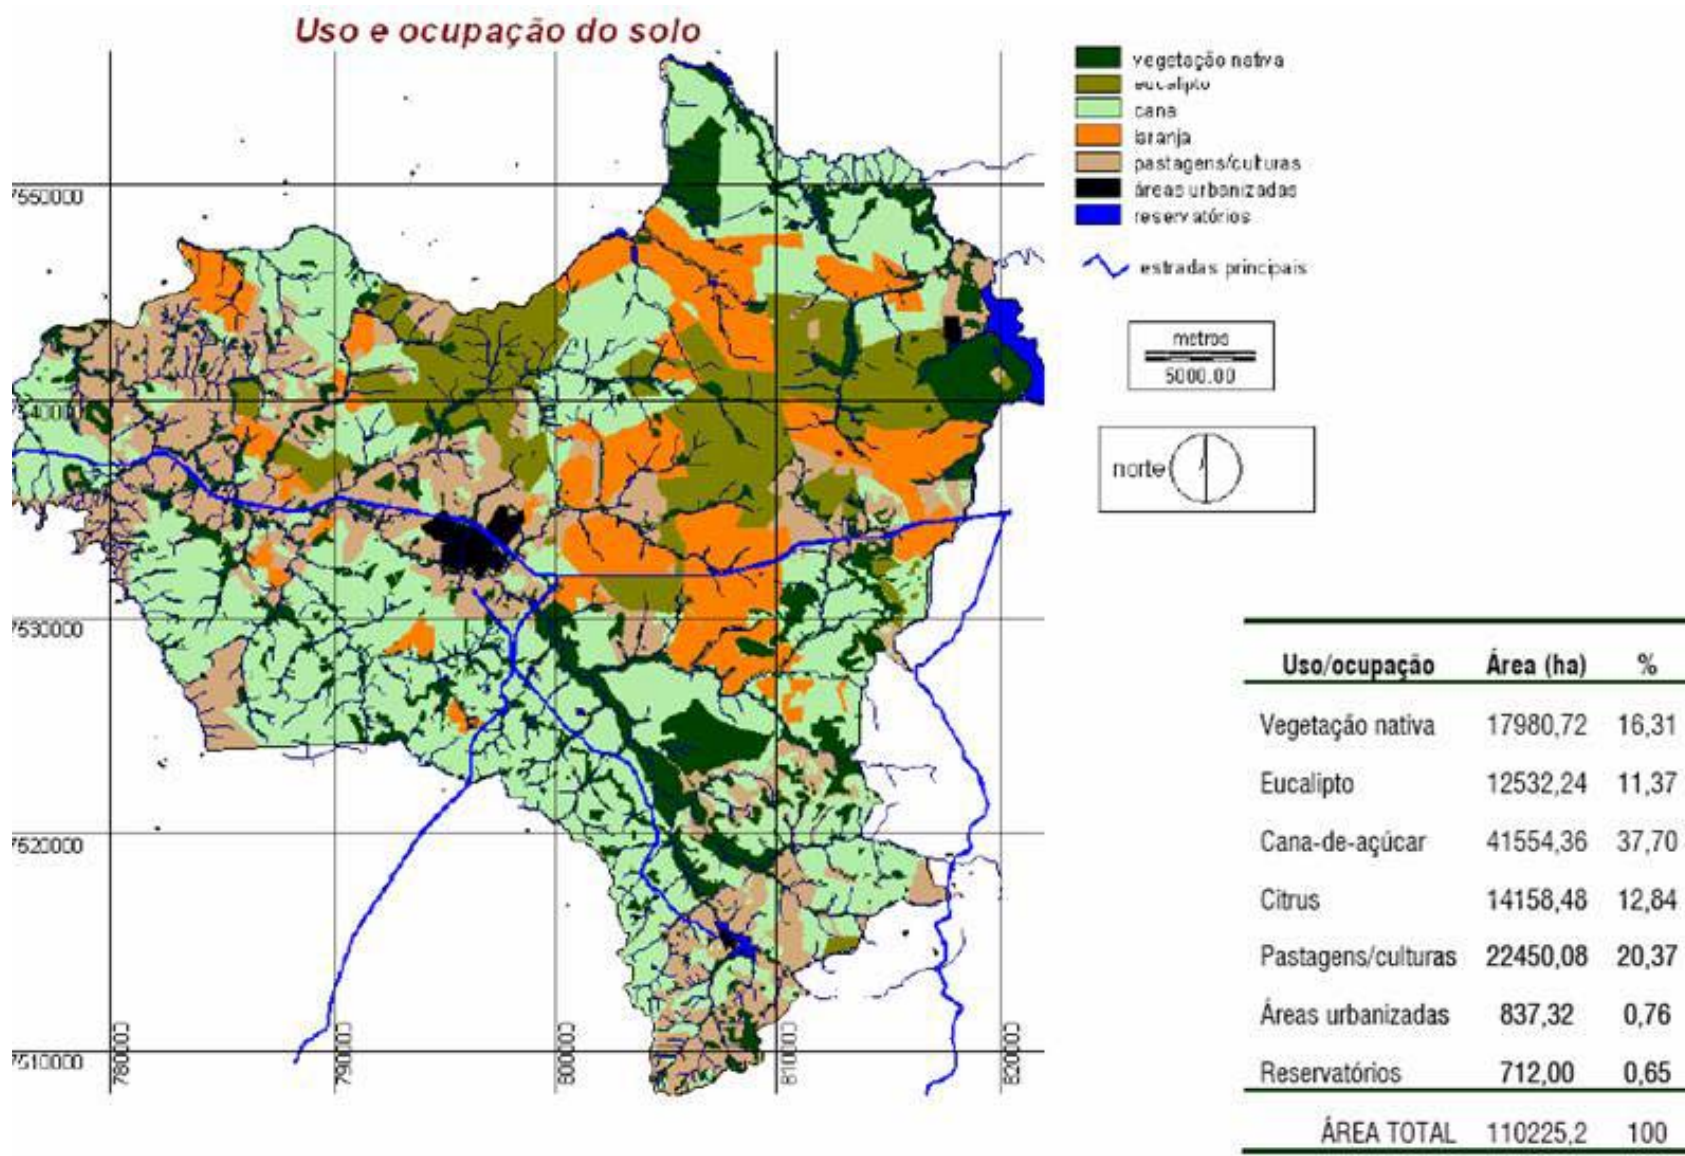 Uso e ocupação do solo
vegetação nativa
eucalipto
cana
laranja
pastagens/culturas
áreas urbanizadas
reservatórios
estradas principais
metros
5000.00
norte
7550000
7540000
7530000
7520000
7510000
780000
790000
800000
810000
820000
Uso/ocupação Área (ha) %
Vegetação nativa 17980,72 16,31
Eucalipto 12532,24 11,37
Cana-de-açúcar 41554,36 37,70
Citrus 14158,48 12,84
Pastagens/culturas 22450,08 20,37
Áreas urbanizadas 837,32 0,76
Reservatórios 712,00 0,65
ÁREA TOTAL 110225,2 100